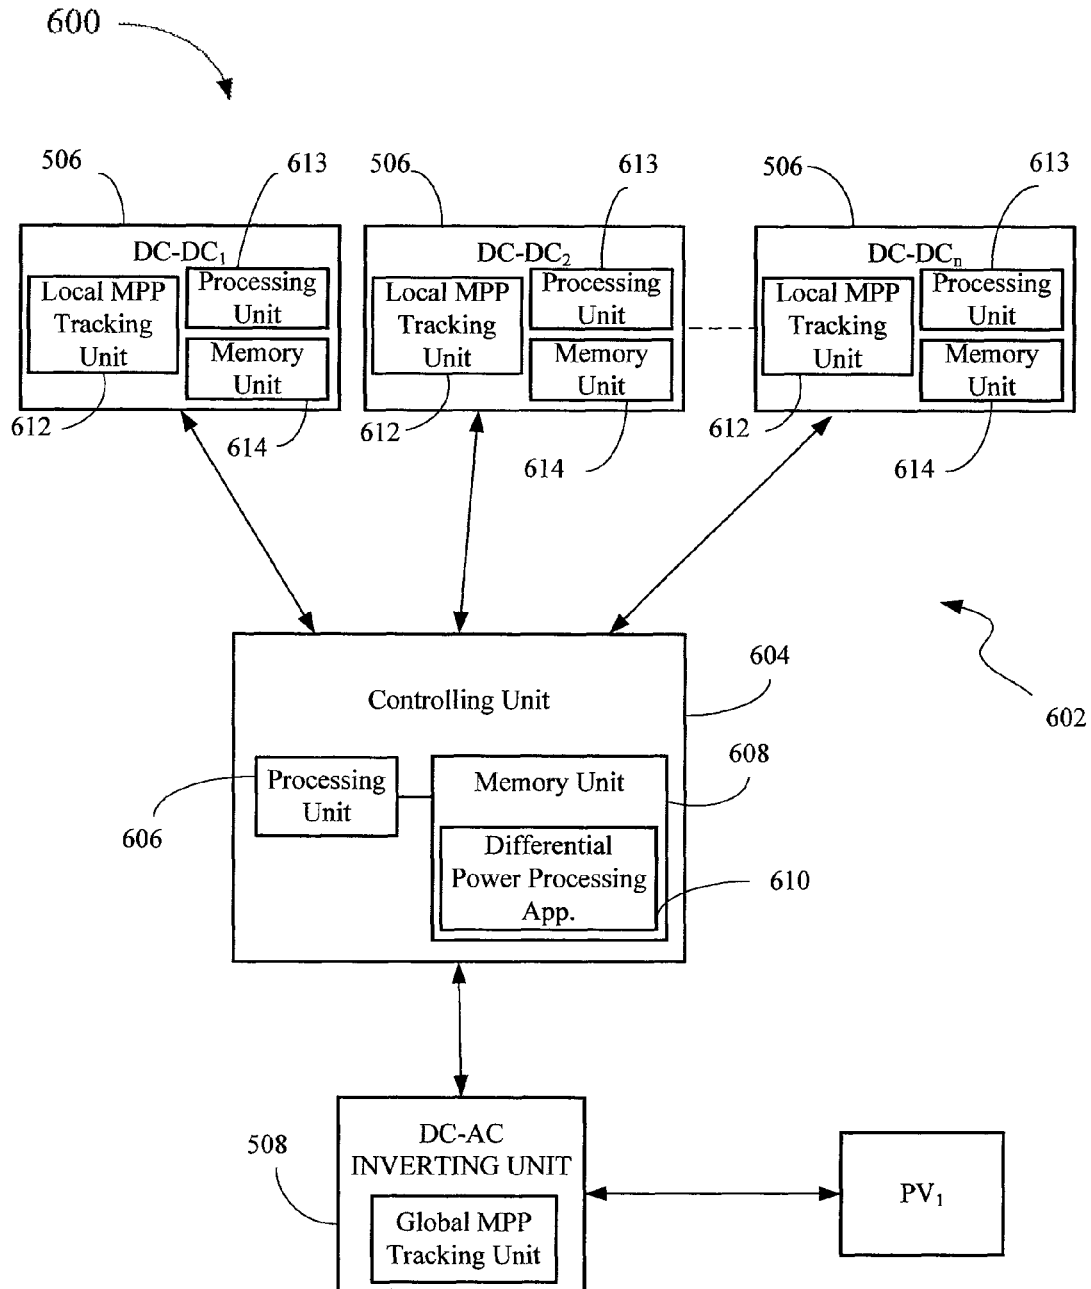 600
506
613
506
613
506
613
DC-DC1
Local MPP
Tracking
Unit
Processing
Unit
Memory
Unit
612
614
DC-DC2
Local MPP
Tracking
Unit
Processing
Unit
Memory
Unit
612
614
DC-DCn
Local MPP
Tracking
Unit
Processing
Unit
Memory
Unit
612
614
602
604
Controlling Unit
Processing
Unit
606
608
Memory Unit
Differential
Power Processing
App.
610
508
DC-AC
INVERTING UNIT
Global MPP
Tracking Unit
PV1